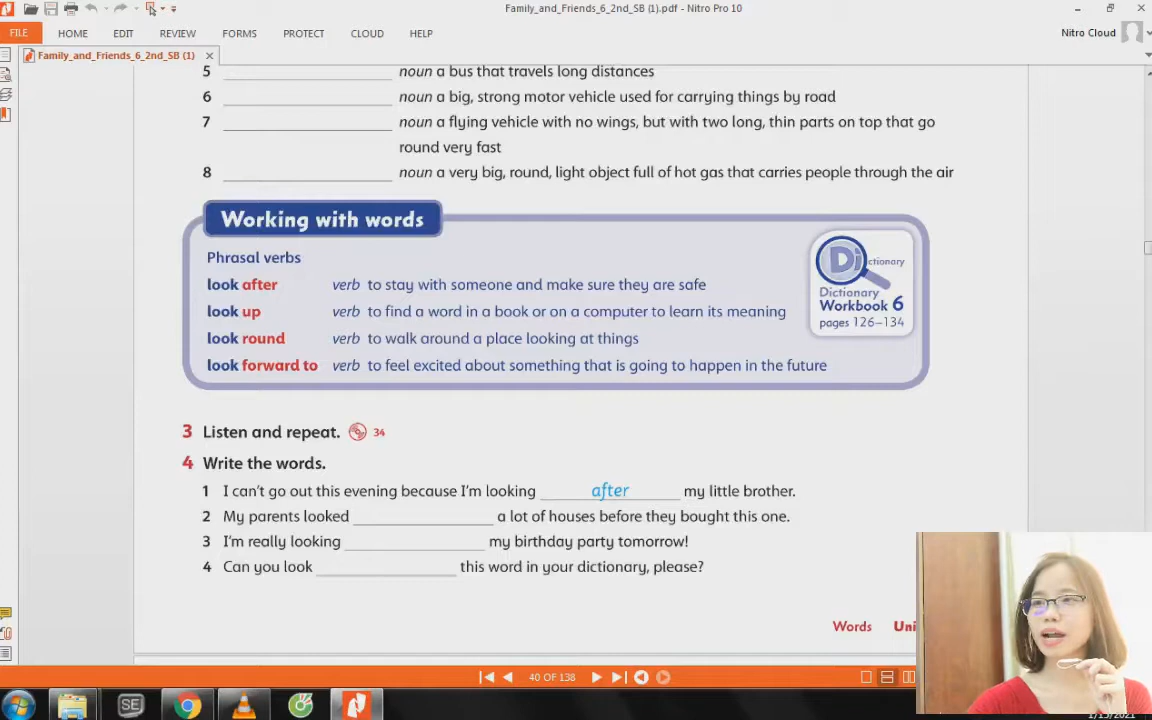 Family_and_Friends_6_2nd_SB (1).pdf - Nitro Pro 10
FILE HOME EDIT REVIEW FORMS PROTECT CLOUD HELP Nitro Cloud
Family_and_Friends_6_2nd_SB (1)
5 noun a bus that travels long distances
6 noun a big, strong motor vehicle used for carrying things by road
7 noun a flying vehicle with no wings, but with two long, thin parts on top that go
round very fast
8 noun a very big, round, light object full of hot gas that carries people through the air
Working with words
Phrasal verbs
look after verb to stay with someone and make sure they are safe
look up verb to find a word in a book or on a computer to learn its meaning
look round verb to walk around a place looking at things
look forward to verb to feel excited about something that is going to happen in the future
Dictionary
Dictionary
Workbook 6
pages 126–134
3 Listen and repeat. 34
4 Write the words.
1 I can't go out this evening because I'm looking after my little brother.
2 My parents looked a lot of houses before they bought this one.
3 I'm really looking my birthday party tomorrow!
4 Can you look this word in your dictionary, please?
Words Uni
40 OF 138
SE